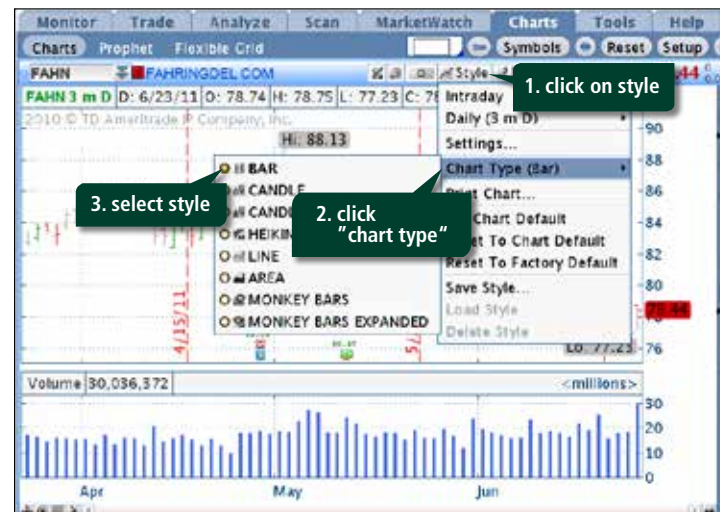 Monitor Trade Analyze Scan MarketWatch Charts Tools Help
Charts Prophet Flexible Grid Symbols Reset Setup
FAHN FAHRINGDEL COM Style
1. click on style
FAHN 3 m D D: 6/23/11 O: 78.74 H: 78.75 L: 77.23 C:
Intraday
2010 © TD Ameritrade IP Company, Inc.
Daily (3 m D)
90
Hi: 88.13
Settings...
BAR
Chart Type (Bar)
88
CANDLE
Print Chart...
86
3. select style
2. click
"chart type"
Chart Default
84
HEIKIN
To Chart Default
LINE
Reset To Factory Default
82
AREA
Save Style...
80
MONKEY BARS
Load Style
78.44
MONKEY BARS EXPANDED
Delete Style
4/15/11
Lo: 77.23
76
Volume 30,036,372
<millions>
30
20
10
0
Apr May Jun